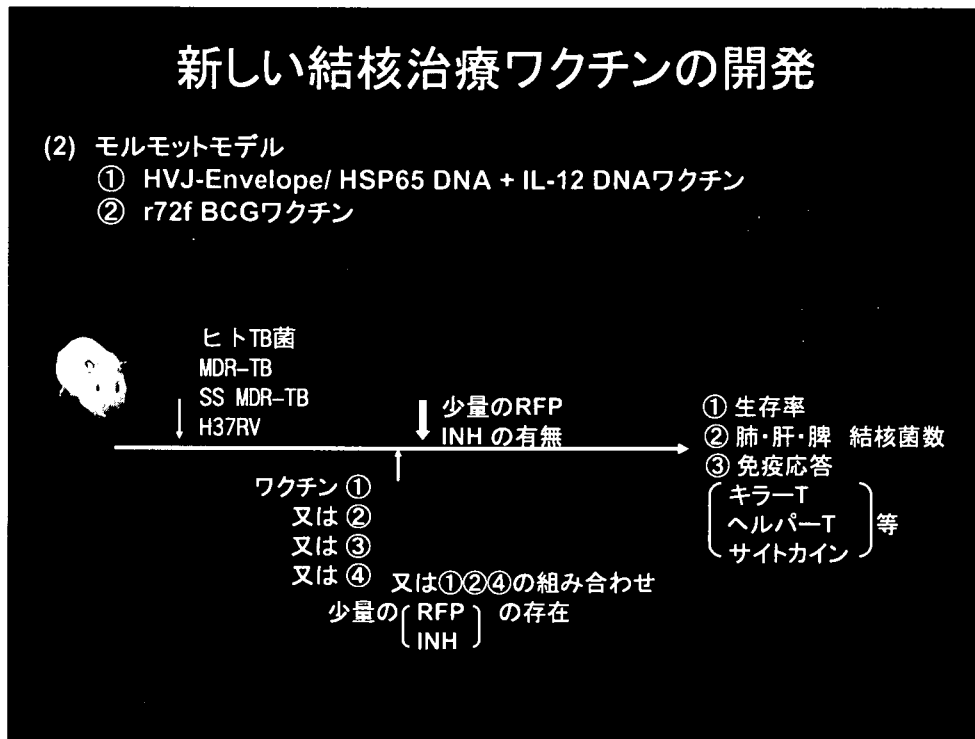 新しい結核治療ワクチンの開発
(2) モルモットモデル
① HVJ-Envelope/ HSP65 DNA + IL-12 DNAワクチン
② r72f BCGワクチン
ヒトTB菌
MDR-TB
SS MDR-TB
H37RV
少量のRFP
INH の有無
ワクチン ①
又は ②
又は ③
又は ④
又は①②④の組み合わせ
少量の RFP の存在
INH
① 生存率
② 肺・肝・脾 結核菌数
③ 免疫応答
キラーT
ヘルパーT 等
サイトカイン